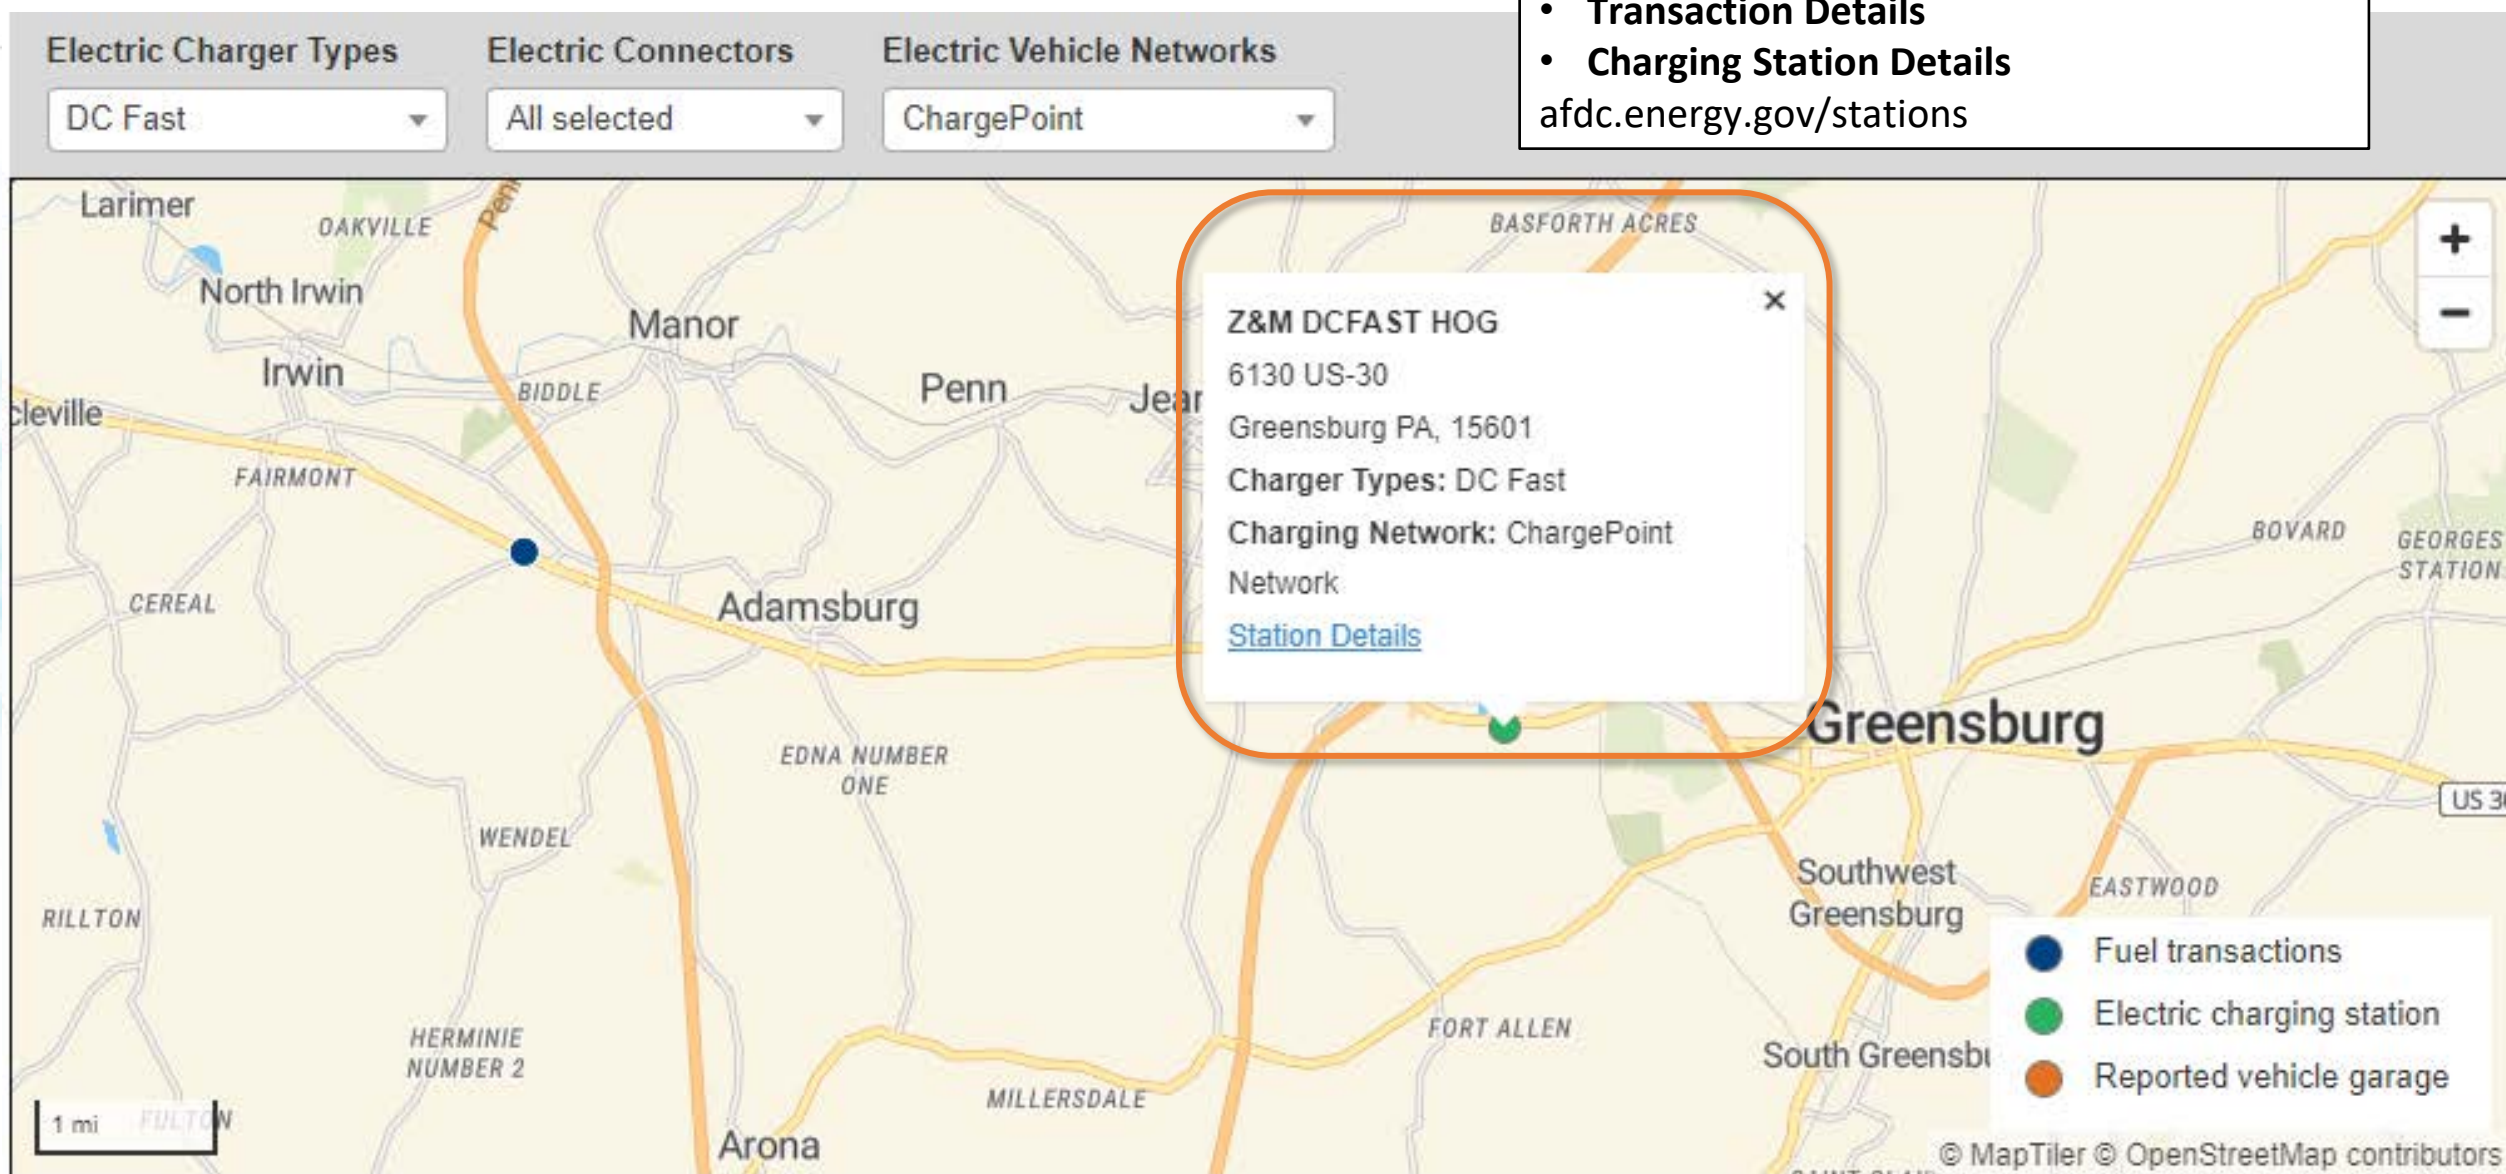 Transaction Details
Charging Station Details
afdc.energy.gov/stations
Electric Charger Types
Electric Connectors
Electric Vehicle Networks
DC Fast
All selected
ChargePoint
Larimer
OAKVILLE
BASFORTH ACRES
North Irwin
Manor
Irwin
BIDDLE
Penn
Jear
cleville
FAIRMONT
Z&M DCFAST HOG
6130 US-30
Greensburg PA, 15601
Charger Types: DC Fast
Charging Network: ChargePoint
Network
Station Details
BOVARD
GEORGES
STATION
CEREAL
Adamsburg
Greensburg
EDNA NUMBER
ONE
US 30
WENDEL
Southwest
Greensburg
EASTWOOD
RILLTON
HERMINIE
NUMBER 2
FORT ALLEN
South Greensbu
MILLERSDALE
Fuel transactions
Electric charging station
Reported vehicle garage
1 mi
FULTON
Arona
© MapTiler © OpenStreetMap contributors